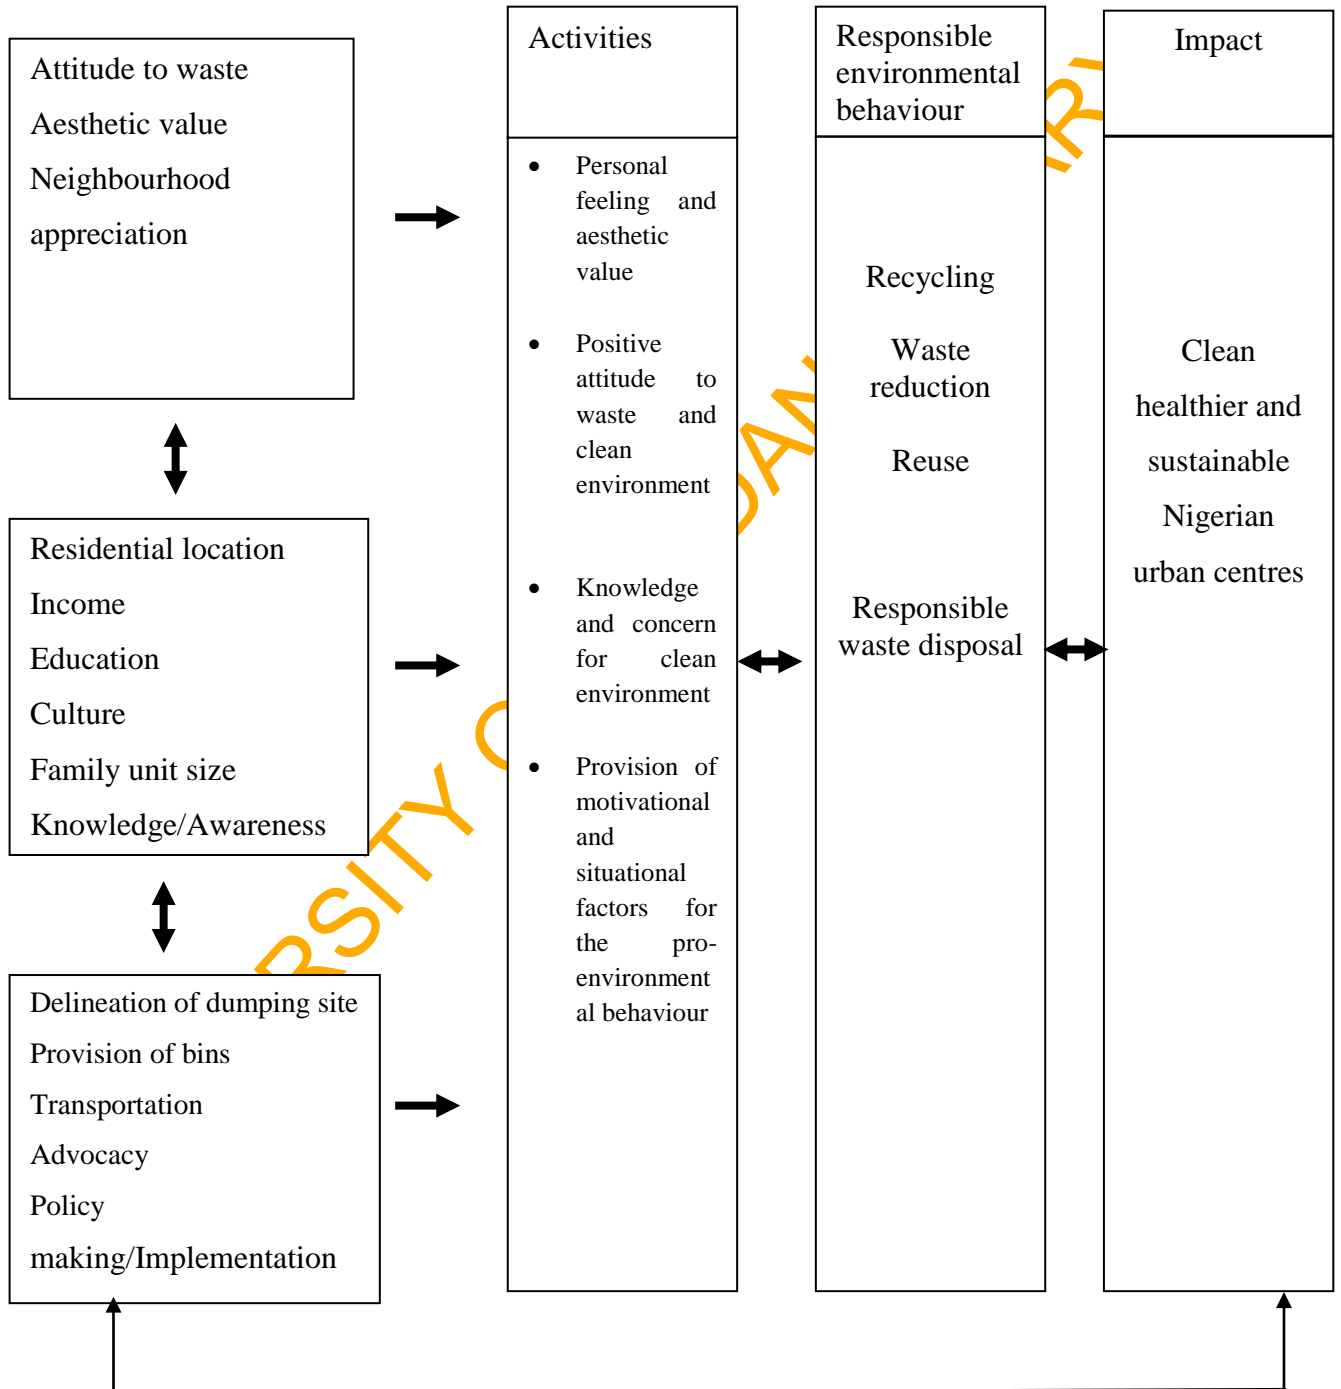 Attitude to waste
Aesthetic value
Neighbourhood
appreciation
Residential location
Income
Education
Culture
Family unit size
Knowledge/Awareness
Delineation of dumping site
Provision of bins
Transportation
Advocacy
Policy
making/Implementation
Activities
• Personal
feeling and
aesthetic
value
• Positive
attitude to
waste and
clean
environment
• Knowledge
and concern
for clean
environment
• Provision of
motivational
and
situational
factors for
the pro-
environment
al behaviour
Responsible
environmental
behaviour
Recycling
Waste
reduction
Reuse
Responsible
waste disposal
Impact
Clean
healthier and
sustainable
Nigerian
urban centres